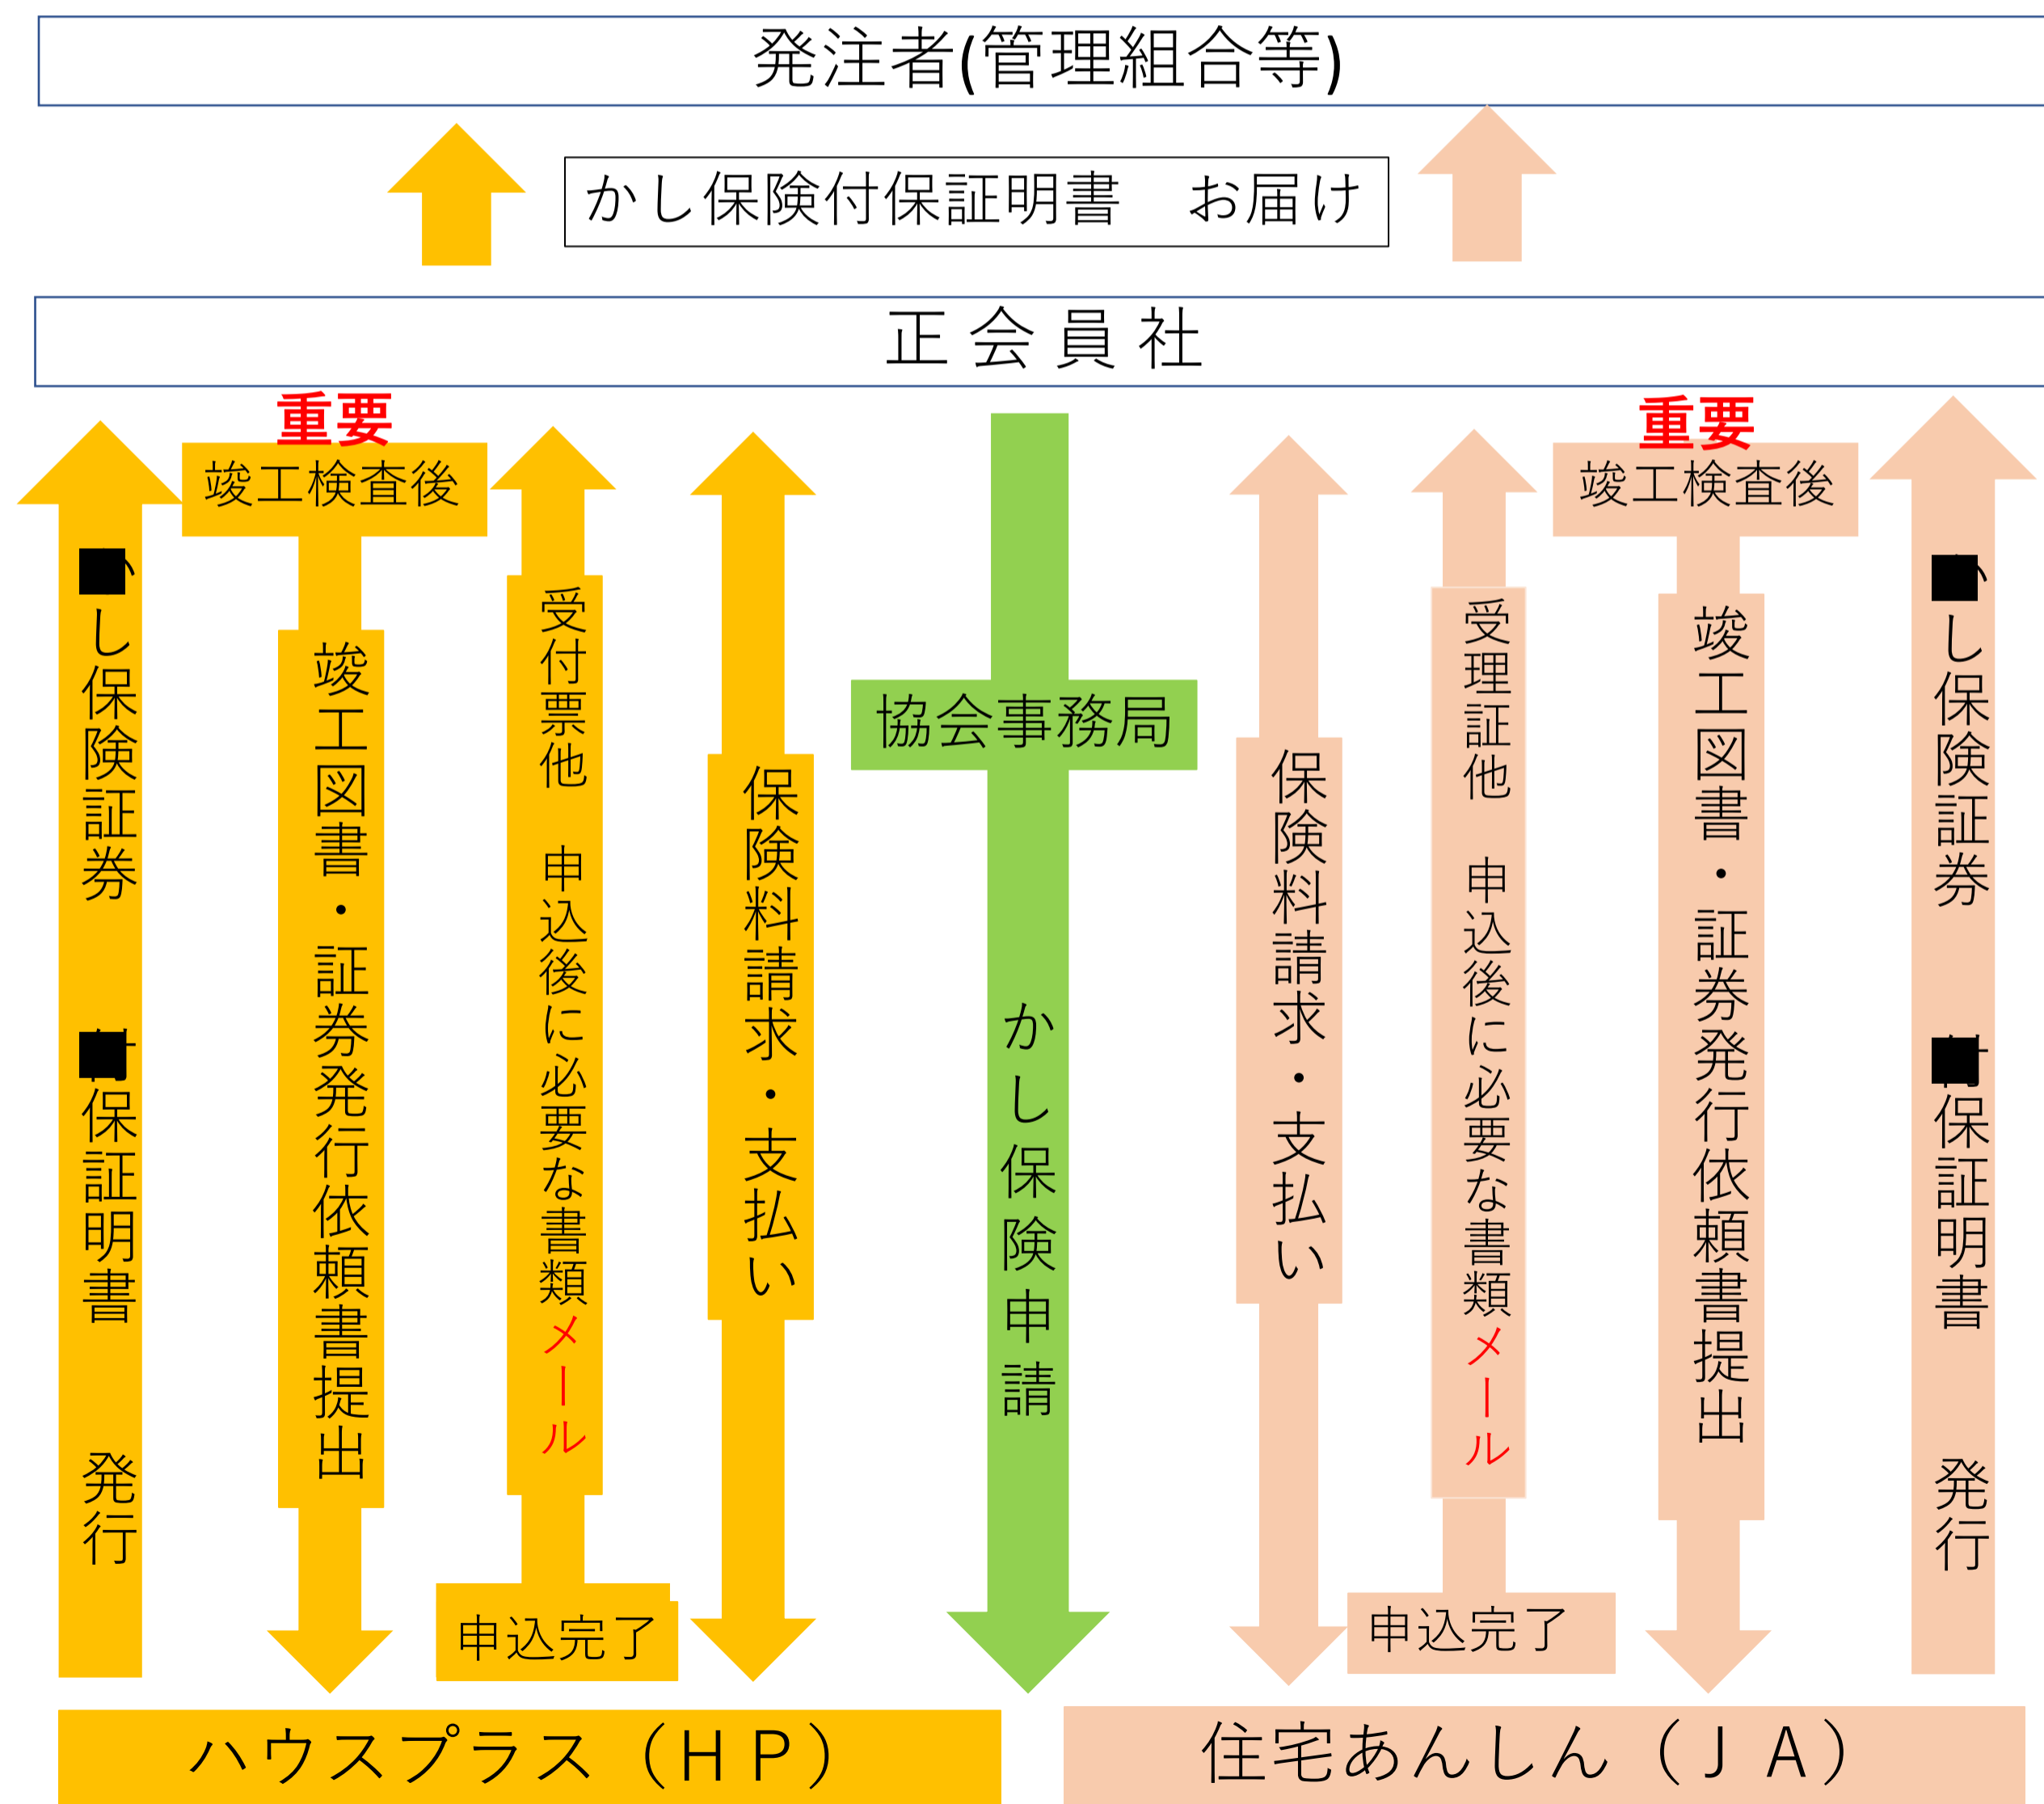 発注者(管理組合等)
かし保険付保証明書　お届け
正会員社
重要
重要
竣工検査後
竣工検査後
■かし保険証券　■付保証明書　発行
竣工図書・証券発行依頼書提出
受付票他　申込後に必要な書類メール
保険料請求・支払い
協会事務局
かし保険申請
保険料請求・支払い
受理証他　申込後に必要な書類メール
竣工図書・証券発行依頼書提出
■かし保険証券　■付保証明書　発行
申込完了
申込完了
ハウスプラス（ＨＰ）
住宅あんしん（ＪＡ）